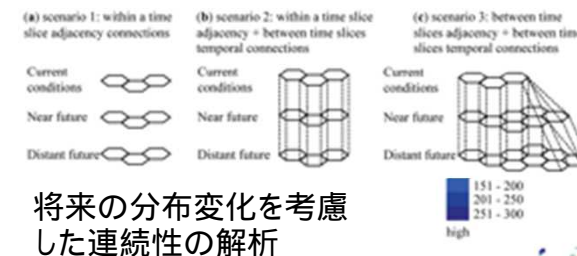 (a) scenario 1: within a time
slice adjacency connections
(b) scenario 2: within a time slice
adjacency + between time slices
temporal connections
(c) scenario 3: between time
slices adjacency + between tim
slices temporal connections
Current
conditions
Near future
Distant future
Current
conditions
Near future
Distant future
Current
conditions
Near future
Distant future
151 - 200
201 - 250
251 - 300
high
将来の分布変化を考慮
した連続性の解析